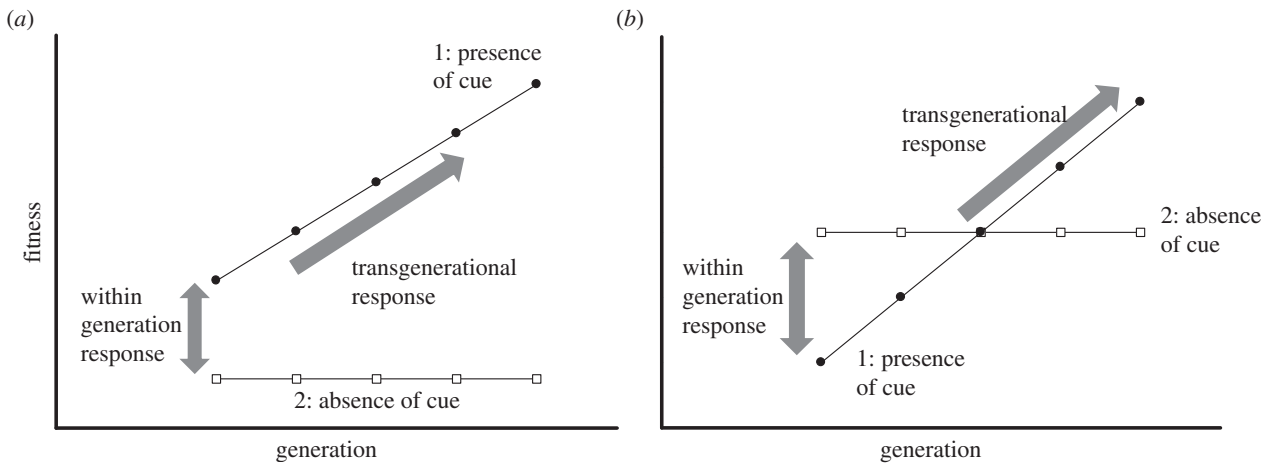 (a)
1: presence
of cue
fitness
within
generation
response
transgenerational
response
2: absence of cue
generation
(b)
transgenerational
response
2: absence
of cue
within
generation
response
1: presence
of cue
generation